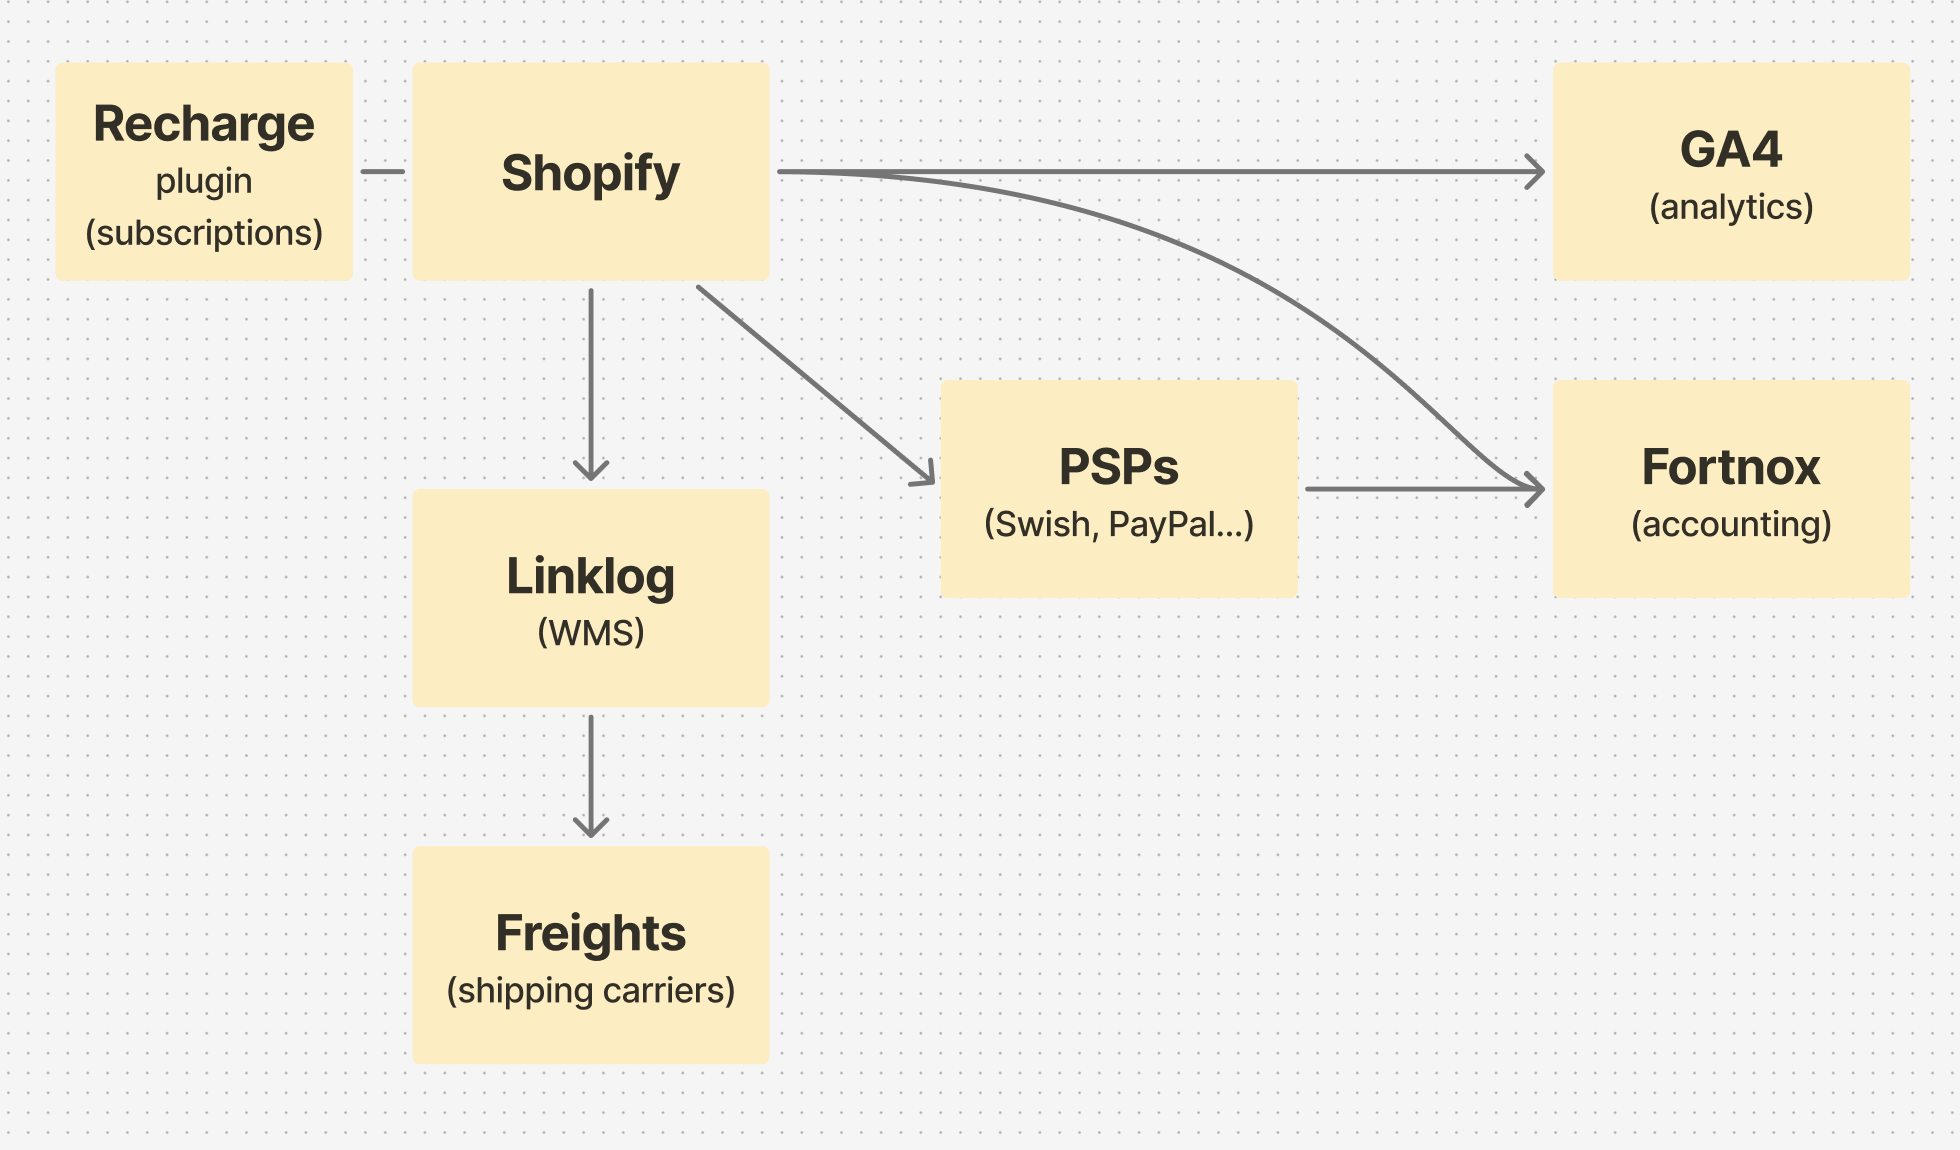 Recharge
plugin
(subscriptions)
Shopify
GA4
(analytics)
PSPs
(Swish, PayPal...)
Fortnox
(accounting)
Linklog
(WMS)
Freights
(shipping carriers)